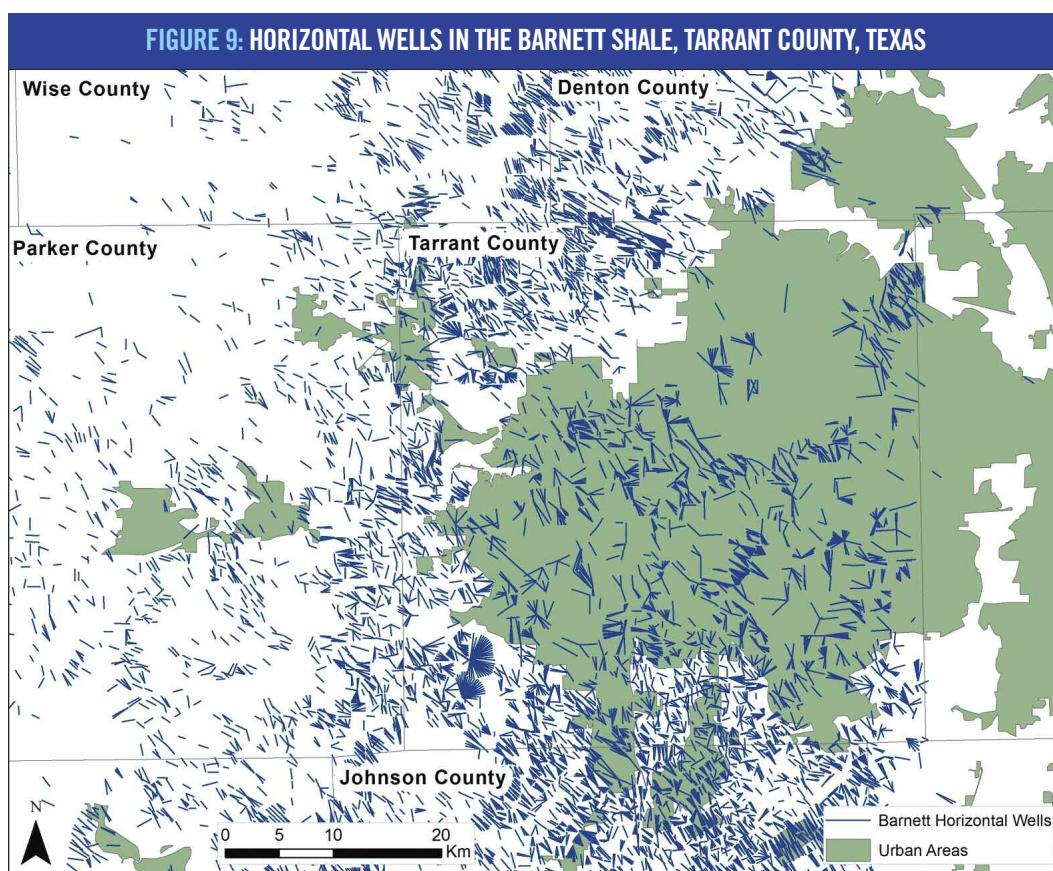 FIGURE 9: HORIZONTAL WELLS IN THE BARNETT SHALE, TARRANT COUNTY, TEXAS
Wise County
Denton County
Parker County
Tarrant County
Johnson County
N
0 5 10 20
Km
Barnett Horizontal Wells
Urban Areas